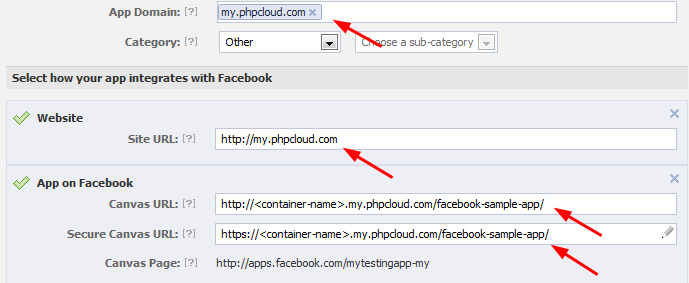 App Domain: [?] my.phpcloud.com ×
Category: [?] Other Choose a sub-category
Select how your app integrates with Facebook
Website
Site URL: [?] http://my.phpcloud.com
App on Facebook
Canvas URL: [?] http://<container-name>.my.phpcloud.com/facebook-sample-app/
Secure Canvas URL: [?] https://<container-name>.my.phpcloud.com/facebook-sample-app/
Canvas Page: [?] http://apps.facebook.com/mytestingapp-my